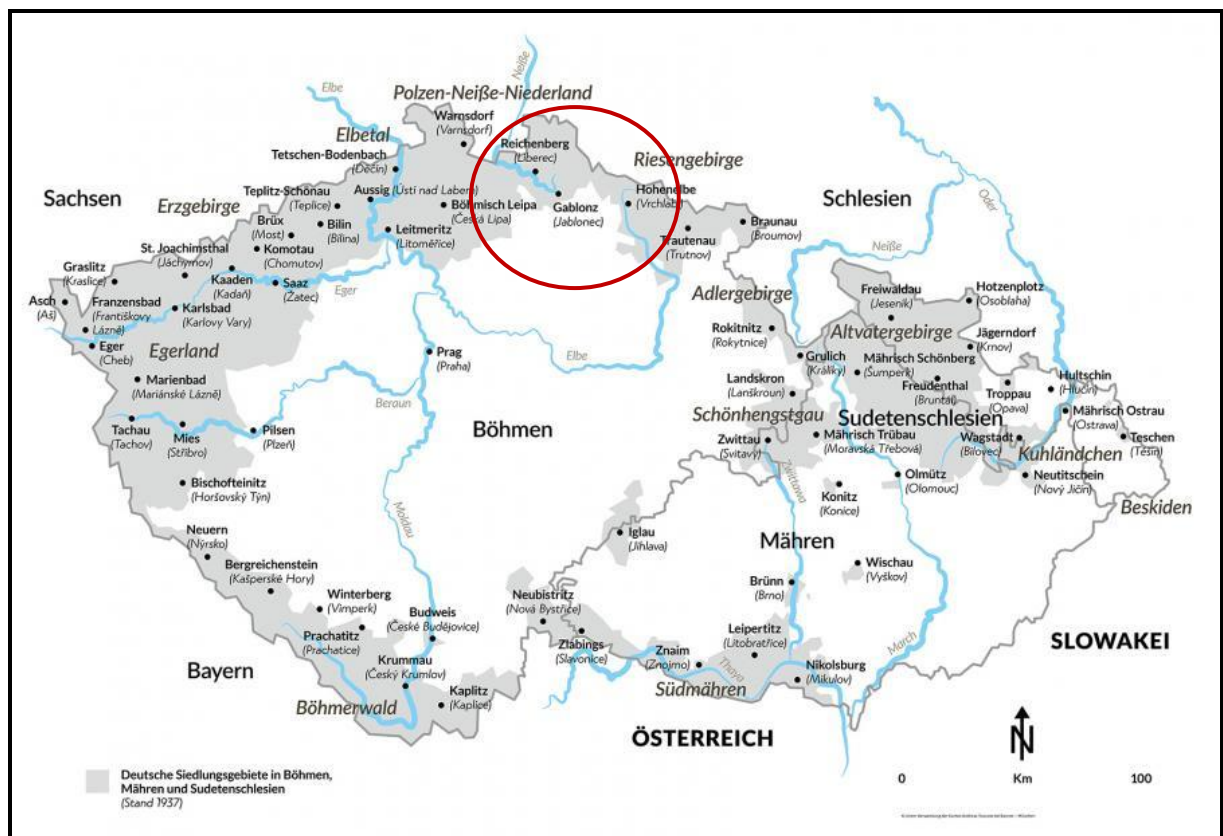 Elbe
Neiße
Polzen-Neiße-Niederland
Warnsdorf
(Varnsdorf)
Elbetal
Tetschen-Bodenbach
(Děčín)
Reichenberg
(Liberec)
Riesengebirge
Sachsen
Erzgebirge
Teplitz-Schönau
(Teplice)
Aussig (Ústí nad Labem)
Böhmisch Leipa
(Česká Lípa)
Gablonz
(Jablonec)
Hohenelbe
(Vrchlabí)
Schlesien
Oder
Brüx
(Most)
Bilin
(Bílina)
Leitmeritz
(Litoměřice)
Trautenau
(Trutnov)
Braunau
(Broumov)
Neiße
St. Joachimsthal
(Jáchymov)
Komotau
(Chomutov)
Graslitz
(Kraslice)
Kaaden
(Kadaň)
Saaz
(Žatec)
Eger
Asch
(Aš)
Franzensbad
(Františkovy
Lázně)
Karlsbad
(Karlovy Vary)
Adlergebirge
Freiwaldau
(Jeseník)
Hotzenplotz
(Osoblaha)
Eger
(Cheb)
Egerland
Prag
(Praha)
Elbe
Rokitnitz
(Rokytnice)
Altvatergebirge
Jägerndorf
(Krnov)
Grulich
(Králíky)
Mährisch Schönberg
(Šumperk)
Marienbad
(Mariánské Lázně)
Beraun
Landskron
(Lanškroun)
Freudenthal
(Bruntál)
Troppau
(Opava)
Hultschin
(Hlučín)
Tachau
(Tachov)
Mies
(Stříbro)
Pilsen
(Plzeň)
Böhmen
Schönhengstgau
Sudetenschlesien
Mährisch Ostrau
(Ostrava)
Zwittau
(Svitavy)
Mährisch Trübau
(Moravská Třebová)
Wagstadt
(Bílovec)
Teschen
(Těšín)
Kuhländchen
Zwittawa
Olmütz
(Olomouc)
Neutitschein
(Nový Jičín)
Bischofteinitz
(Horšovský Týn)
Konitz
(Konice)
Beskiden
Moldau
Neuern
(Nýrsko)
Iglau
(Jihlava)
Mähren
Bergreichenstein
(Kašperské Hory)
Wischau
(Vyškov)
Brünn
(Brno)
Winterberg
(Vimperk)
Neubistritz
(Nová Bystřice)
Budweis
(České Budějovice)
Prachatitz
(Prachatice)
Zlabings
(Slavonice)
Leipertitz
(Litobratřice)
March
SLOWAKEI
Bayern
Krummau
(Český Krumlov)
Znaim
(Znojmo)
Thaya
Nikolsburg
(Mikulov)
Südmähren
Böhmerwald
Kaplitz
(Kaplice)
ÖSTERREICH
N
Deutsche Siedlungsgebiete in Böhmen,
Mähren und Sudetenschlesien
(Stand 1937)
0 Km 100